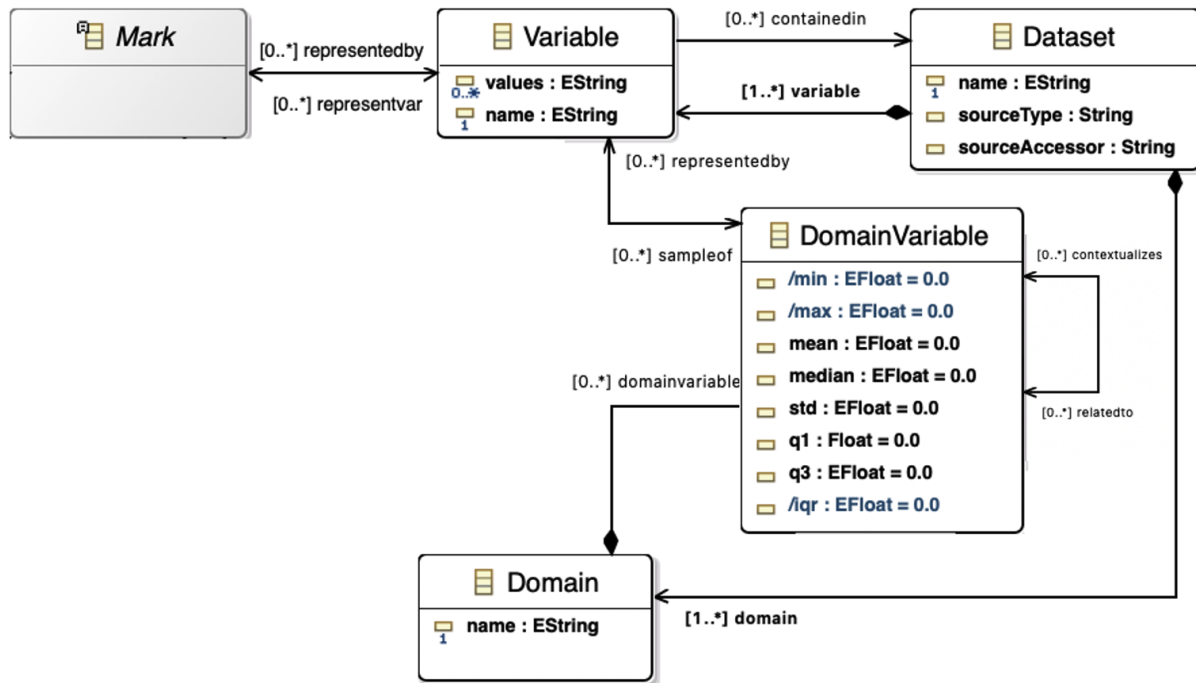 Mark
[0..*] representedby
[0..*] representvar
Variable
0..*
values : EString
1
name : EString
[0..*] containedin
[1..*] variable
Dataset
1
name : EString
sourceType : String
sourceAccessor : String
[0..*] representedby
[0..*] sampleof
DomainVariable
/min : EFloat = 0.0
/max : EFloat = 0.0
mean : EFloat = 0.0
median : EFloat = 0.0
std : EFloat = 0.0
q1 : Float = 0.0
q3 : EFloat = 0.0
/iqr : EFloat = 0.0
[0..*] contextualizes
[0..*] relatedto
[0..*] domainvariable
Domain
1
name : EString
[1..*] domain